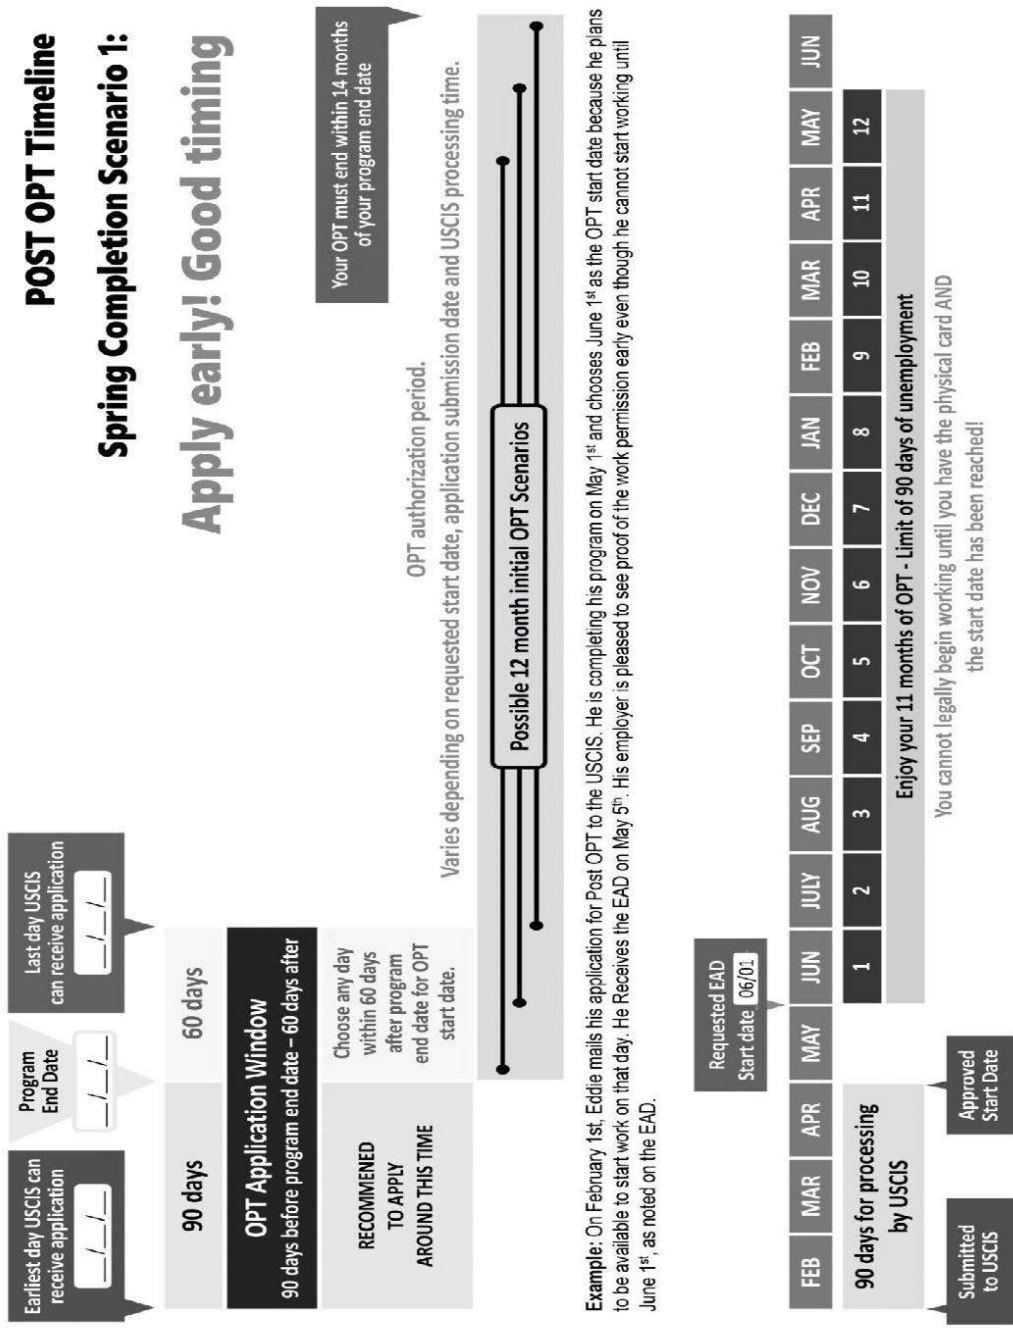 POST OPT Timeline
Spring Completion Scenario 1:
Apply early! Good timing
Earliest day USCIS can
receive application
__/__/__
Program
End Date
__/__/__
Last day USCIS
can receive application
__/__/__
90 days
60 days
OPT Application Window
90 days before program end date – 60 days after
RECOMMENED
TO APPLY
AROUND THIS TIME
Choose any day
within 60 days
after program
end date for OPT
start date.
Your OPT must end within 14 months
of your program end date
OPT authorization period.
Varies depending on requested start date, application submission date and USCIS processing time.
Possible 12 month initial OPT Scenarios
Example: On February 1st, Eddie mails his application for Post OPT to the USCIS. He is completing his program on May 1st and chooses June 1st as the OPT start date because he plans
to be available to start work on that day. He Receives the EAD on May 5th. His employer is pleased to see proof of the work permission early even though he cannot start working until
June 1st, as noted on the EAD.
Requested EAD
Start date 06/01
FEB MAR APR MAY JUN JULY AUG SEP OCT NOV DEC JAN FEB MAR APR MAY JUN
90 days for processing
by USCIS
1 2 3 4 5 6 7 8 9 10 11 12
Enjoy your 11 months of OPT - Limit of 90 days of unemployment
Submitted
to USCIS
Approved
Start Date
You cannot legally begin working until you have the physical card AND
the start date has been reached!